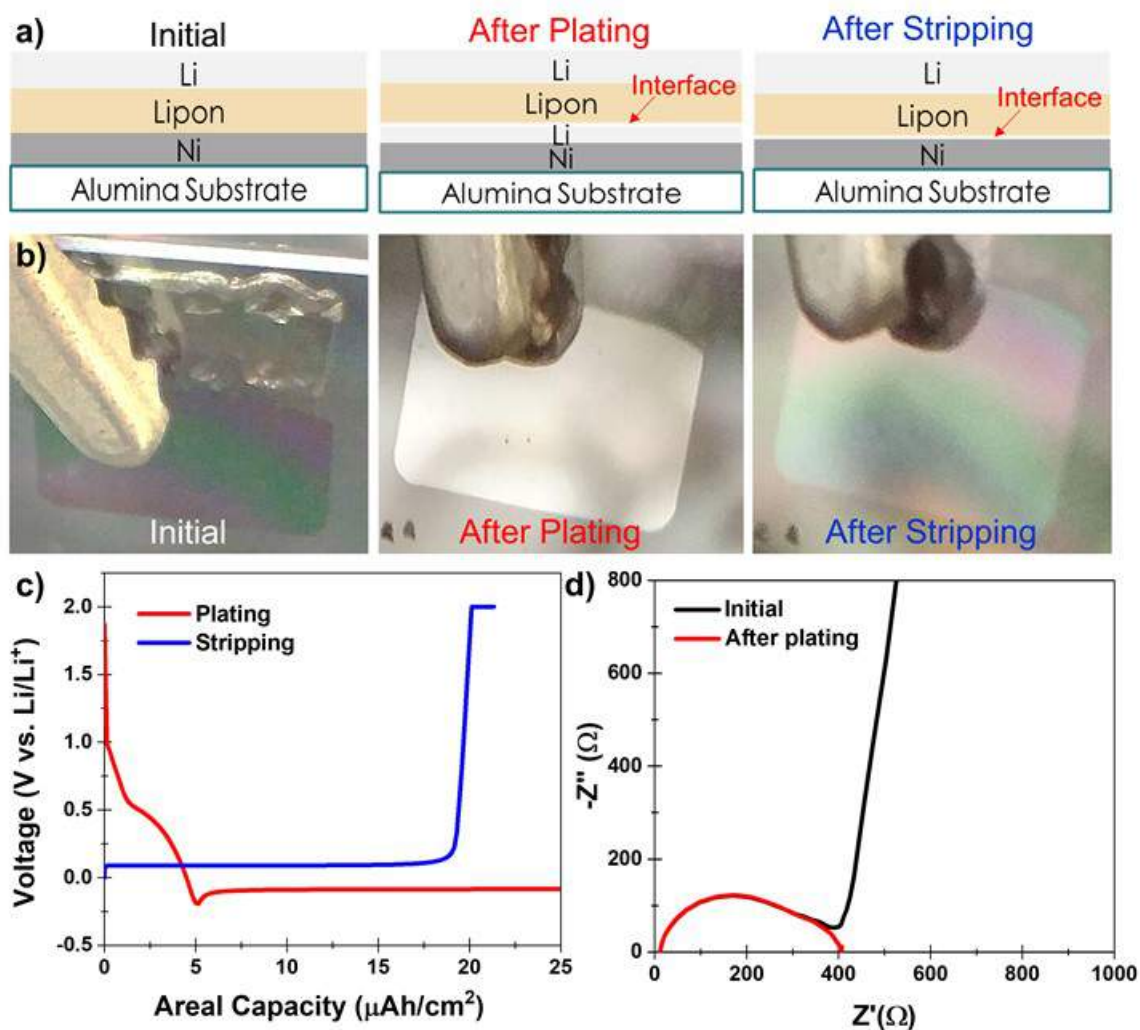 a) Initial After Plating After Stripping
Li
Lipon
Ni
Alumina Substrate
Li
Lipon
Interface
Li
Ni
Alumina Substrate
Li
Lipon
Interface
Ni
Alumina Substrate
b)
Initial
After Plating
After Stripping
c)
Plating
Stripping
2.0
1.5
1.0
0.5
0.0
-0.5
Voltage (V vs. Li/Li⁺)
0 5 10 15 20 25
Areal Capacity (μAh/cm²)
d)
Initial
After plating
800
600
400
200
0
-Z'' (Ω)
0 200 400 600 800 1000
Z'(Ω)